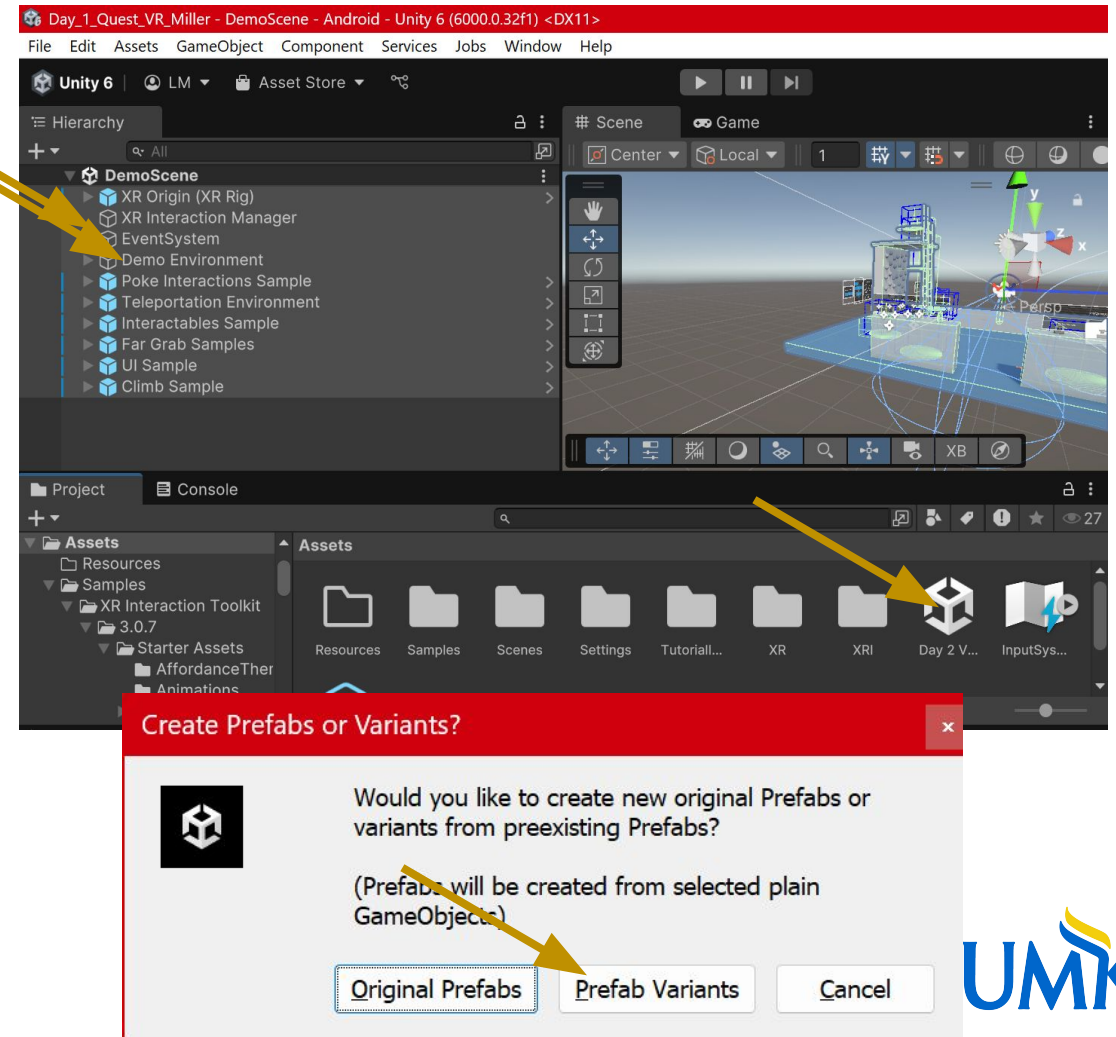 Day_1_Quest_VR_Miller - DemoScene - Android - Unity 6 (6000.0.32f1) <DX11>
File Edit Assets GameObject Component Services Jobs Window Help
Unity 6 LM Asset Store
Hierarchy
All
DemoScene
XR Origin (XR Rig)
XR Interaction Manager
EventSystem
Demo Environment
Poke Interactions Sample
Teleportation Environment
Interactables Sample
Far Grab Samples
UI Sample
Climb Sample
# Scene Game
Center Local 1
y
z
x
Persp
XB
Project Console
27
Assets
Resources
Samples
XR Interaction Toolkit
3.0.7
Starter Assets
AffordanceTher
Animations
Assets
Resources Samples Scenes Settings Tutoriall... XR XRI Day 2 V... InputSys...
Create Prefabs or Variants?
x
Would you like to create new original Prefabs or
variants from preexisting Prefabs?
(Prefabs will be created from selected plain
GameObjects)
Original Prefabs Prefab Variants Cancel
UMK